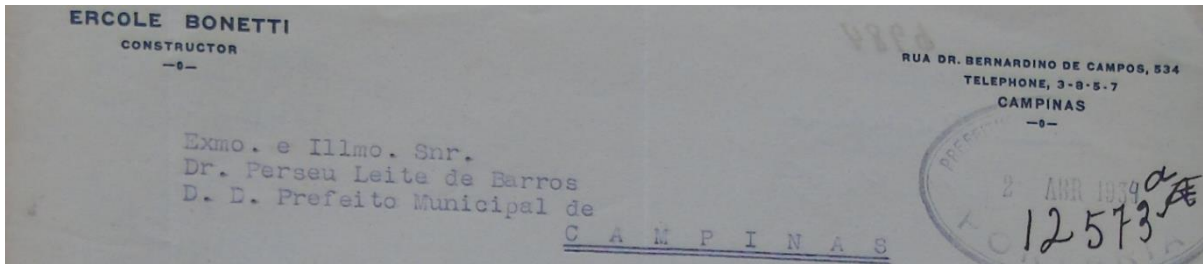 ERCOLE BONETTI
CONSTRUCTOR
—o—
RUA DR. BERNARDINO DE CAMPOS, 534
TELEPHONE, 3-8-5-7
CAMPINAS
—o—
Exmo. e Illmo. Snr.
Dr. Perseu Leite de Barros
D. D. Prefeito Municipal de
C A M P I N A S
2 ABR 1934
12573